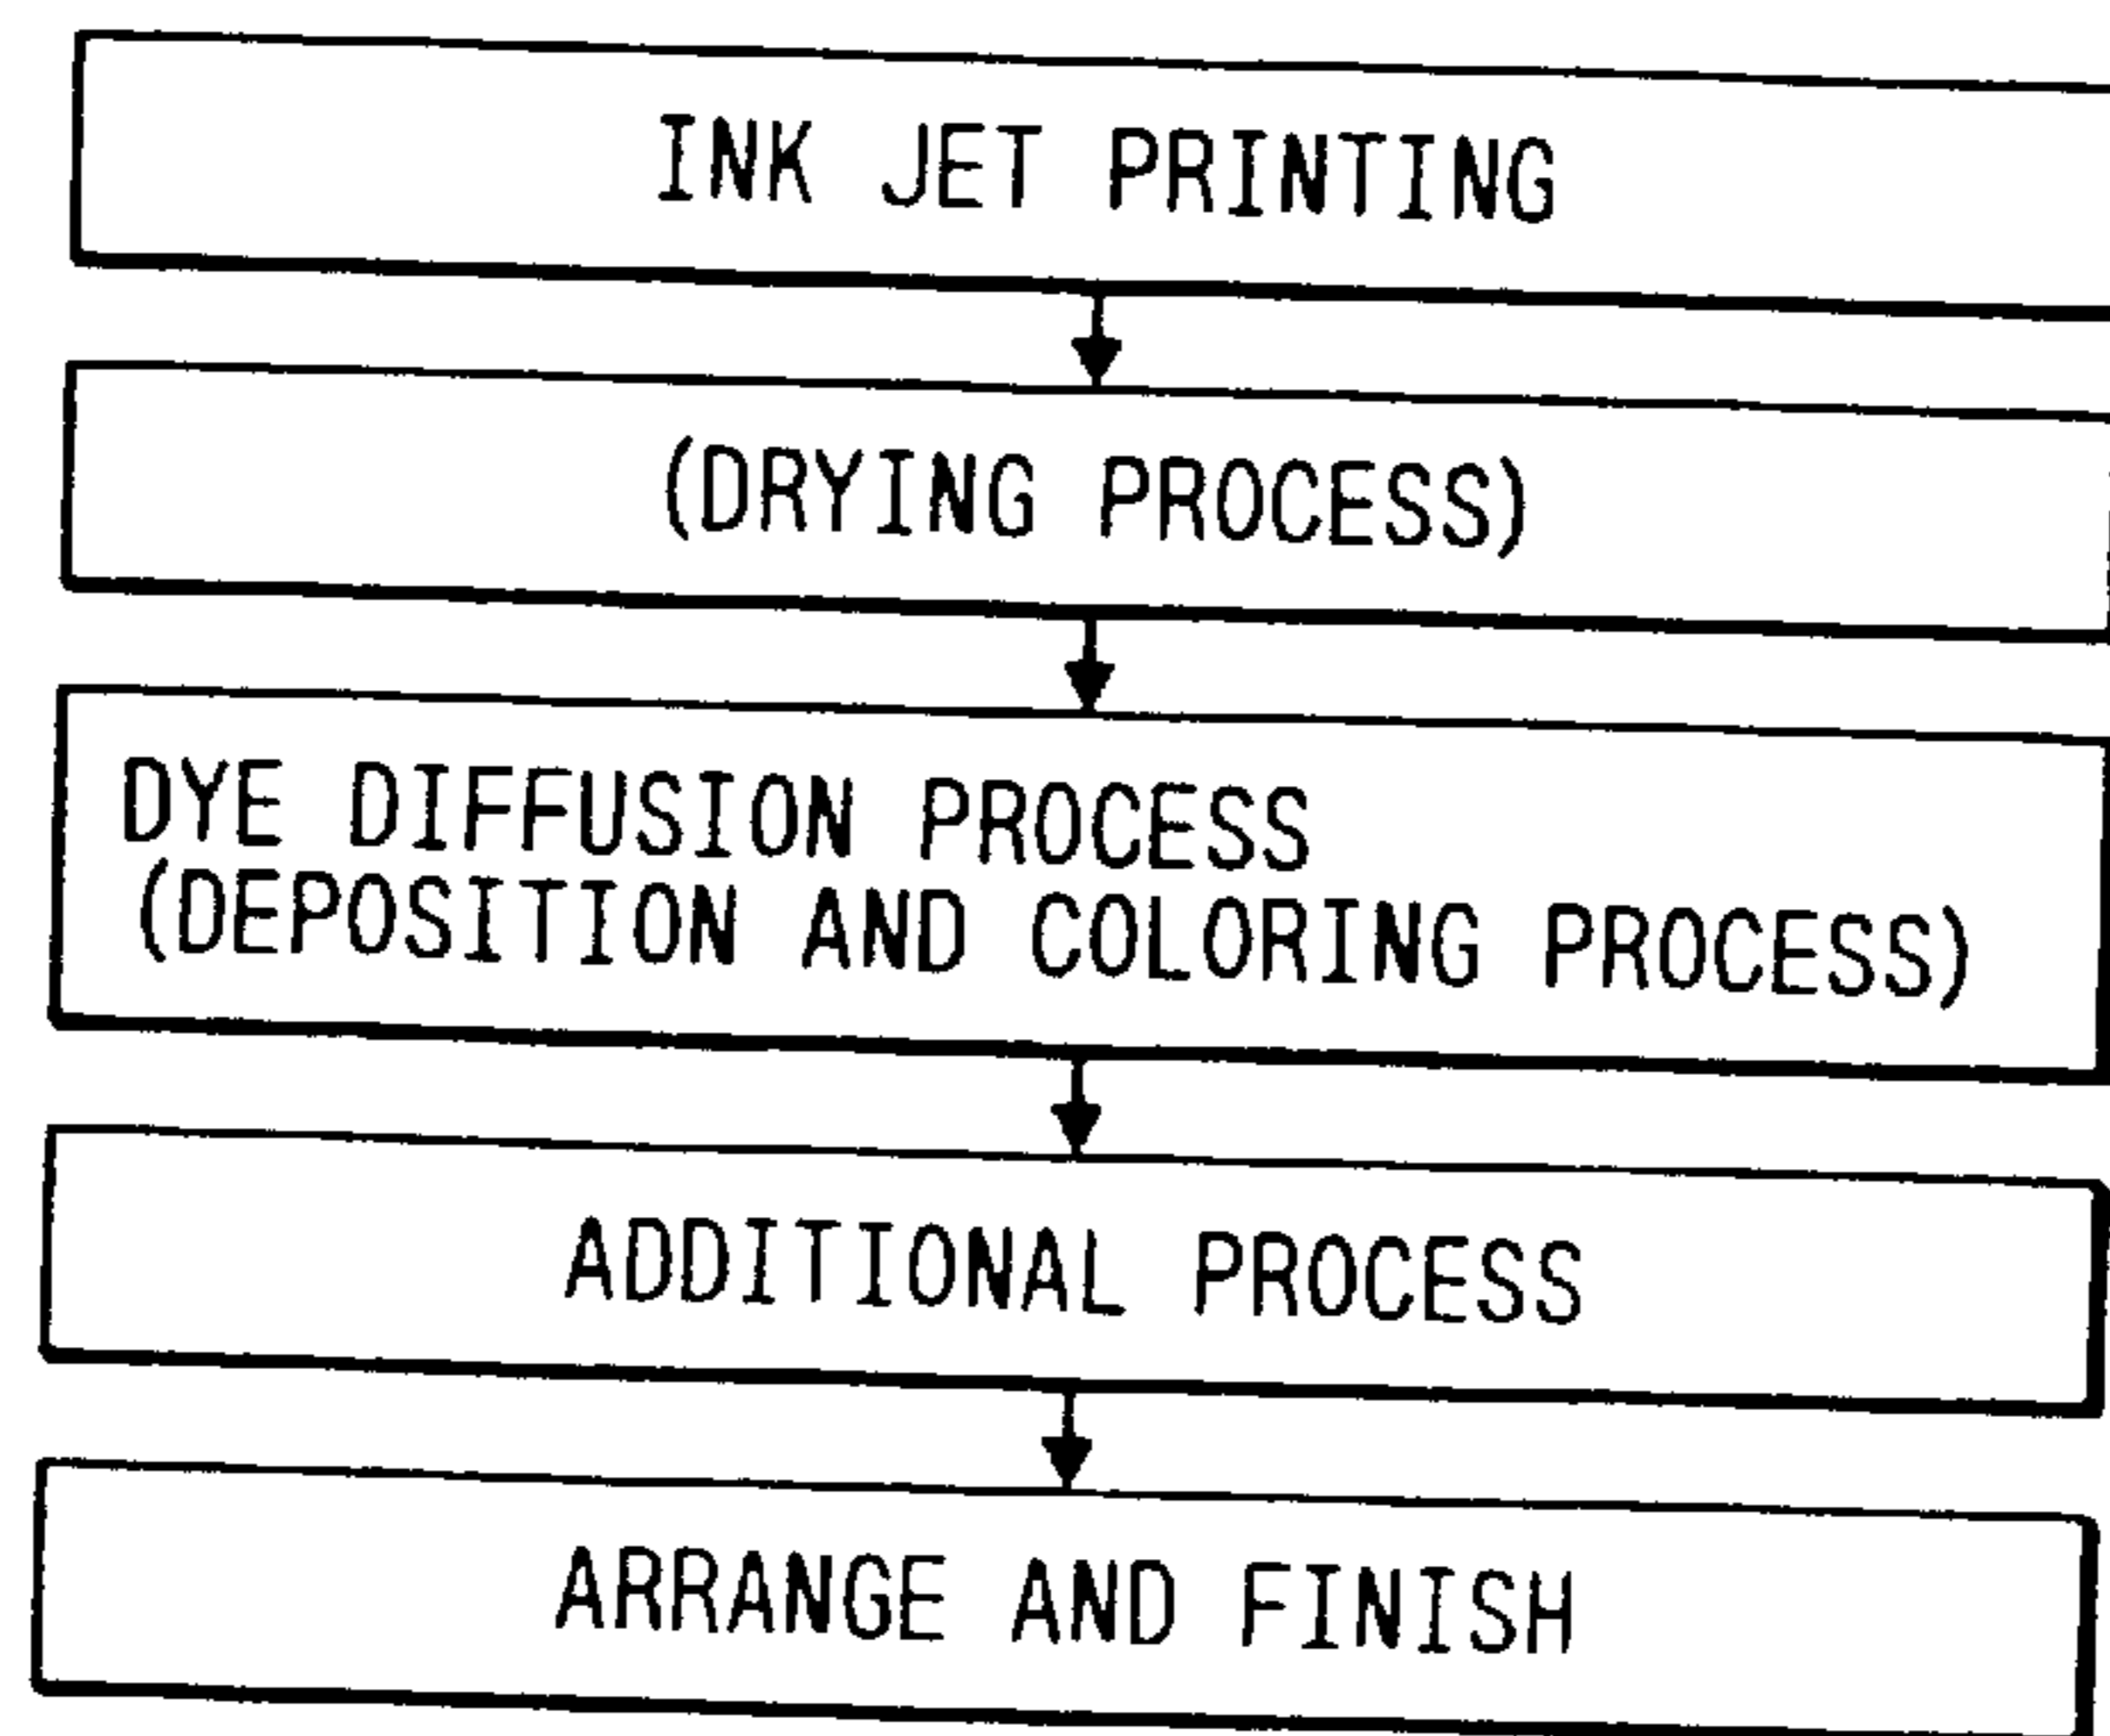 INK JET PRINTING
(DRYING PROCESS)
DYE DIFFUSION PROCESS
(DEPOSITION AND COLORING PROCESS)
ADDITIONAL PROCESS
ARRANGE AND FINISH